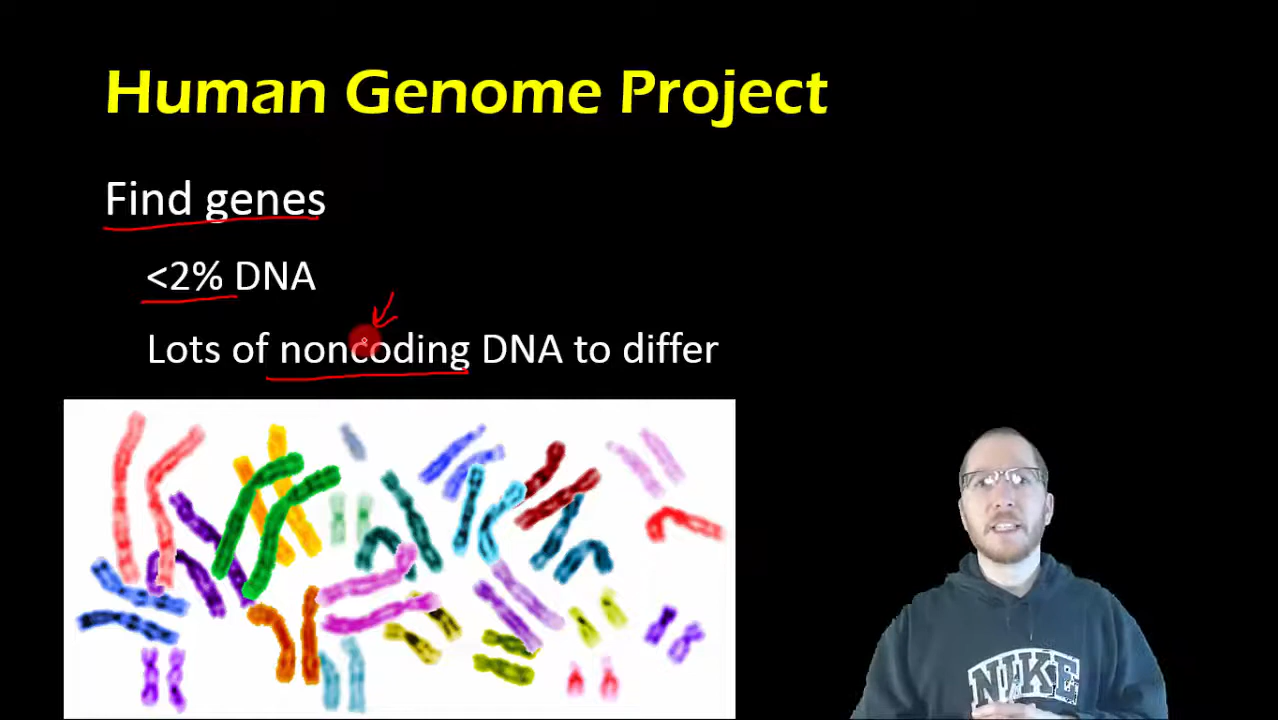 Human Genome Project
Find genes
<2% DNA
Lots of noncoding DNA to differ
NIKE